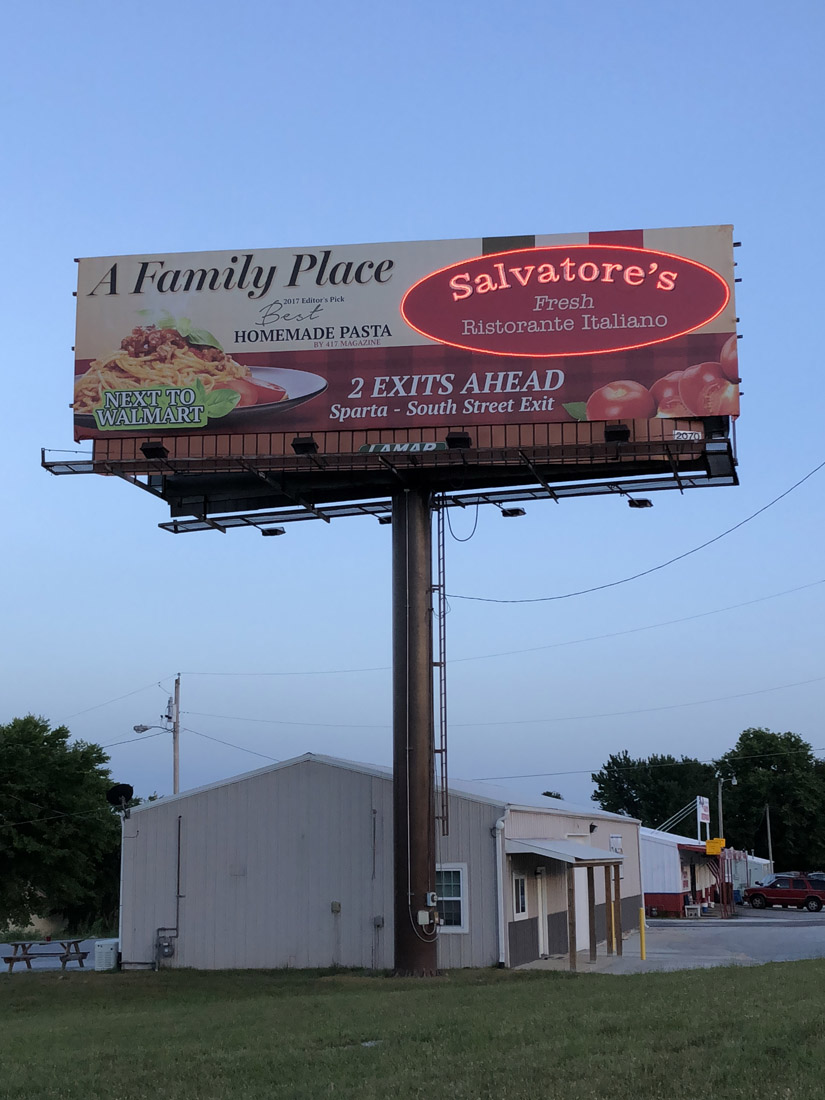 A Family Place
2017 Editor's Pick
Best
HOMEMADE PASTA
BY 417 MAGAZINE
Salvatore's
Fresh
Ristorante Italiano
2 EXITS AHEAD
Sparta - South Street Exit
NEXT TO
WALMART
LAMAR
2070